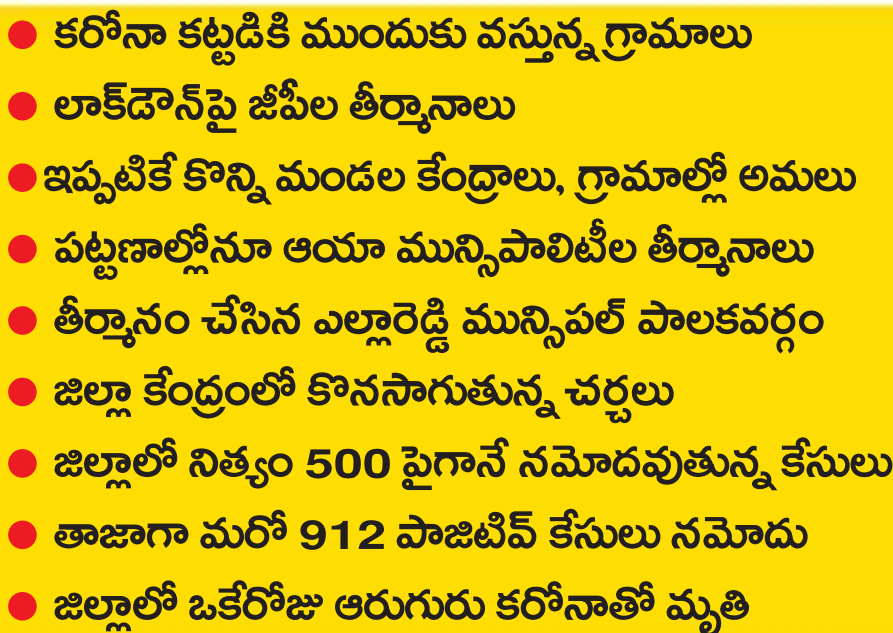 ● కరోనా కట్టడికి ముందుకు వస్తున్న గ్రామాలు
● లాక్‌డౌన్‌పై జీపీల తీర్మానాలు
● ఇప్పటికే కొన్ని మండల కేంద్రాలు, గ్రామాల్లో అమలు
● పట్టణాల్లోనూ ఆయా మున్సిపాలిటీల తీర్మానాలు
● తీర్మానం చేసిన ఎల్లారెడ్డి మున్సిపల్ పాలకవర్గం
● జిల్లా కేంద్రంలో కొనసాగుతున్న చర్చలు
● జిల్లాలో నిత్యం 500 పైగానే నమోదవుతున్న కేసులు
● తాజాగా మరో 912 పాజిటివ్ కేసులు నమోదు
● జిల్లాలో ఒకేరోజు ఆరుగురు కరోనాతో మృతి